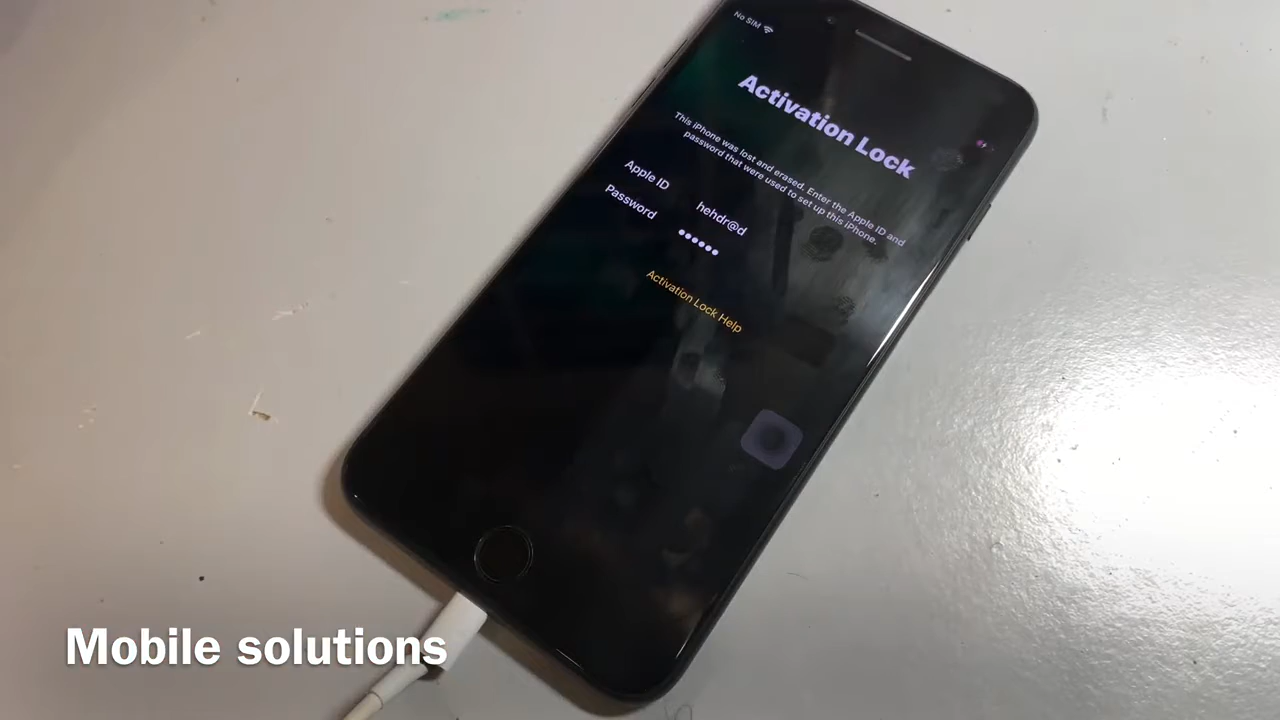 No SIM
Activation Lock
This iPhone was lost and erased. Enter the Apple ID and
password that were used to set up this iPhone.
Apple ID hehdr@d
Password ●●●●●●
Activation Lock Help
Mobile solutions